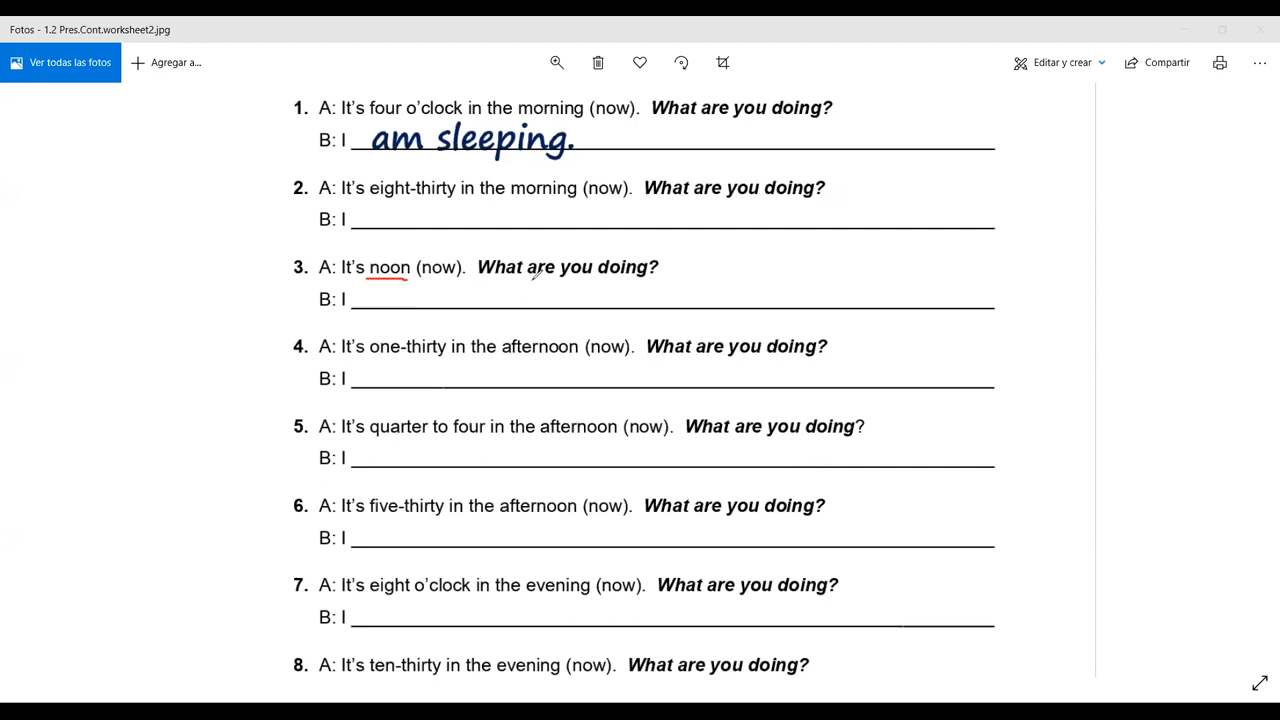 Fotos - 1.2 Pres.Cont.worksheet2.jpg
Ver todas las fotos
Agregar a...
Editar y crear
Compartir
1. A: It's four o'clock in the morning (now). What are you doing?
B: I am sleeping.
2. A: It's eight-thirty in the morning (now). What are you doing?
B: I
3. A: It's noon (now). What are you doing?
B: I
4. A: It's one-thirty in the afternoon (now). What are you doing?
B: I
5. A: It's quarter to four in the afternoon (now). What are you doing?
B: I
6. A: It's five-thirty in the afternoon (now). What are you doing?
B: I
7. A: It's eight o'clock in the evening (now). What are you doing?
B: I
8. A: It's ten-thirty in the evening (now). What are you doing?